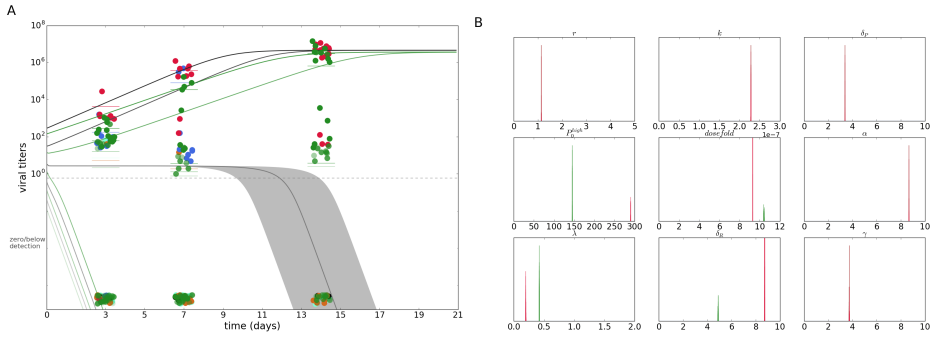 A
B
10^8
10^6
10^4
10^2
10^0
viral titers
zero/below
detection
0 3 6 7 9 11 13 15 17 19 21
time (days)
r
k
δ_P
0 1 2 3 4 5
0.0 0.5 1.0 1.5 2.0 2.5 3.0
0 2 4 6 8 10
1e−7
dosefold
α
0 50 100 150 200 250 300
0 2 4 6 8 10 12
0 2 4 6 8 10
λ
δ_R
γ
0.0 0.5 1.0 1.5 2.0
0 2 4 6 8 10
0 2 4 6 8 10